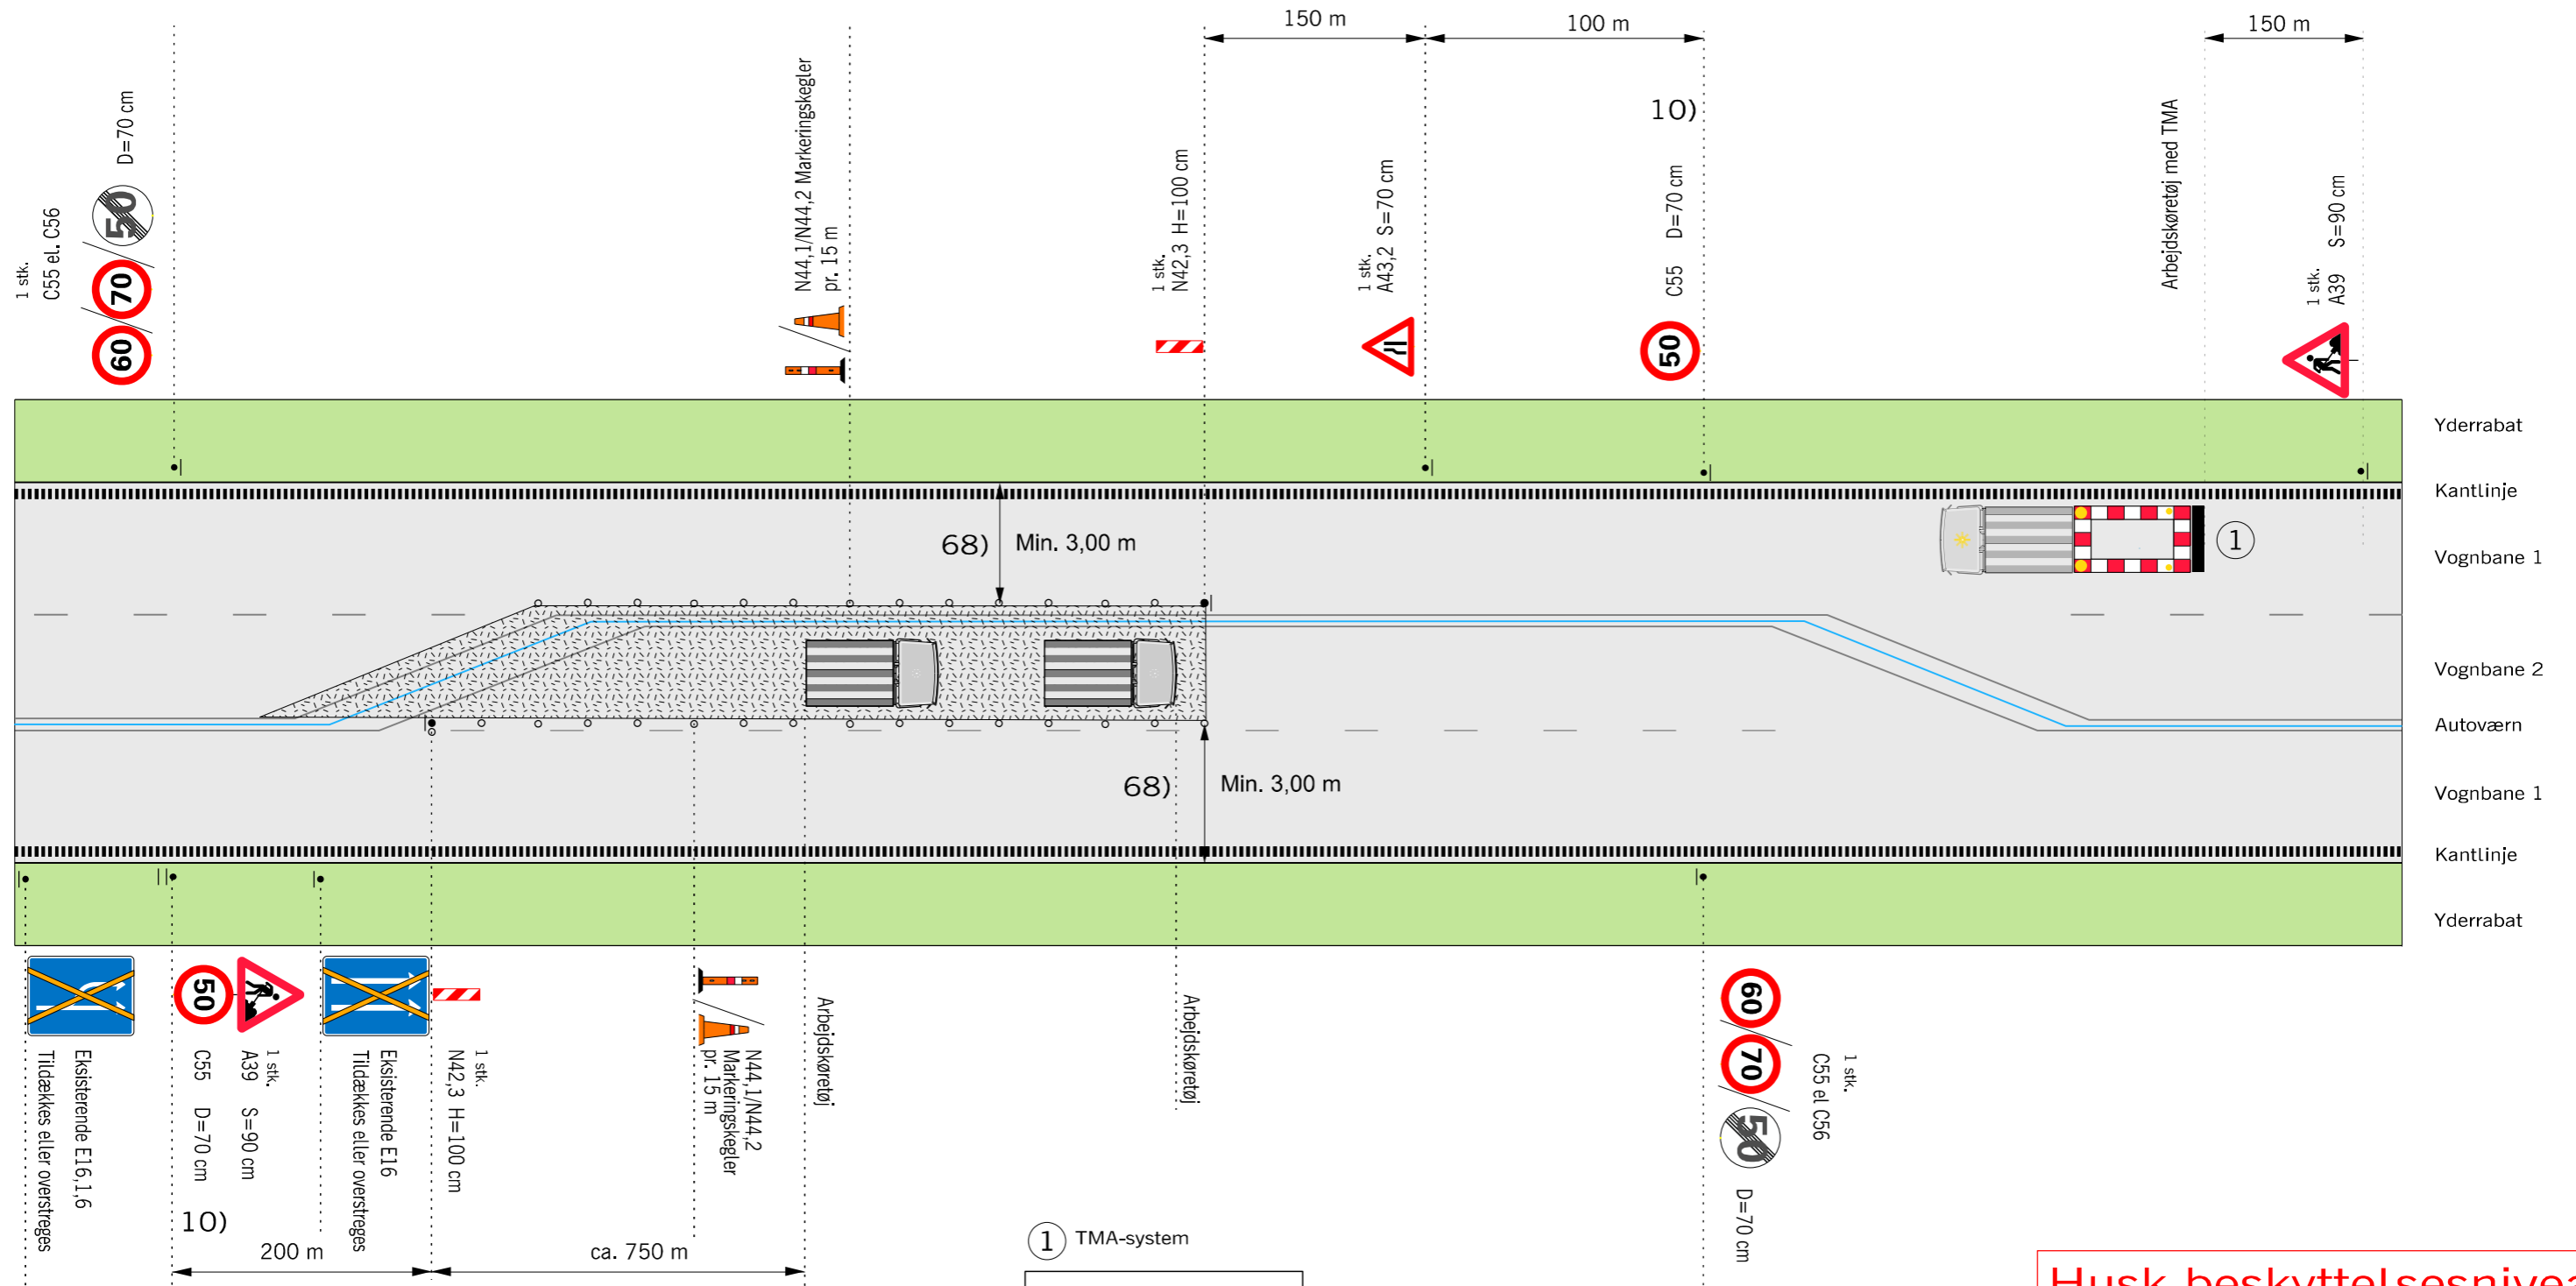 150 m
100 m
150 m
1 stk.
C55 el. C56
D=70 cm
60
70
50
N44,1/N44,2 Markeringskegler
pr. 15 m
1 stk.
N42,3 H=100 cm
1 stk.
A43,2 S=70 cm
10)
C55 D=70 cm
50
Arbejdskøretøj med TMA
1 stk.
A39 S=90 cm
Yderrabat
Kantlinje
68)
Min. 3,00 m
1
Vognbane 1
Vognbane 2
Autoværn
68)
Min. 3,00 m
Vognbane 1
Kantlinje
Yderrabat
Eksisterende E16,1,6
Tildækkes eller overstreges
50
1 stk.
A39 S=90 cm
C55 D=70 cm
10)
Eksisterende E16
Tildækkes eller overstreges
1 stk.
N42,3 H=100 cm
N44,1/N44,2
Markeringskegler
pr. 15 m
Arbejdskøretøj
Arbejdskøretøj
60
70
50
1 stk.
C55 el C56
D=70 cm
200 m
ca. 750 m
1 TMA-system
Husk beskyttelsesnivea